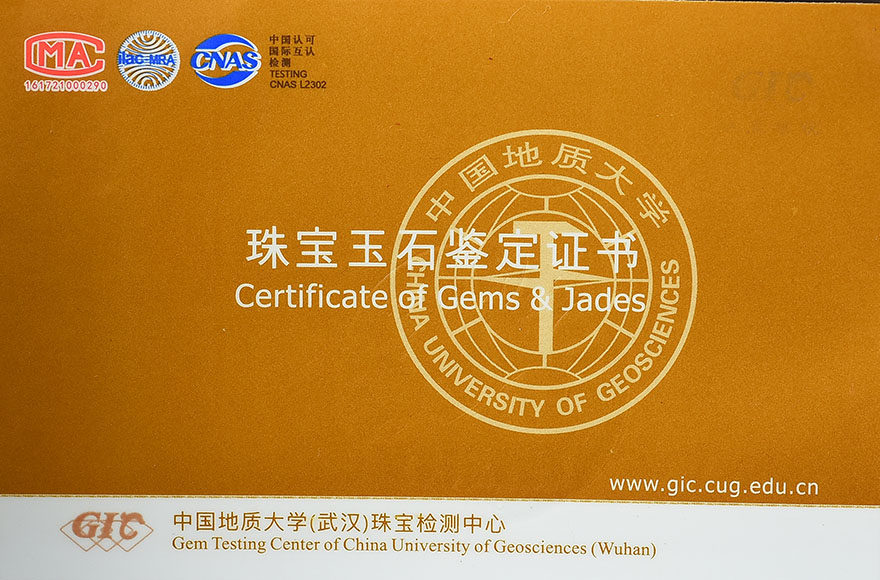 CMA
161721000290
ilac-MRA
CNAS
中国认可
国际互认
检测
TESTING
CNAS L2302
中国地质大学
珠宝玉石鉴定证书
Certificate of Gems & Jades
CHINA UNIVERSITY OF GEOSCIENCES
www.gic.cug.edu.cn
GIC
中国地质大学(武汉)珠宝检测中心
Gem Testing Center of China University of Geosciences (Wuhan)